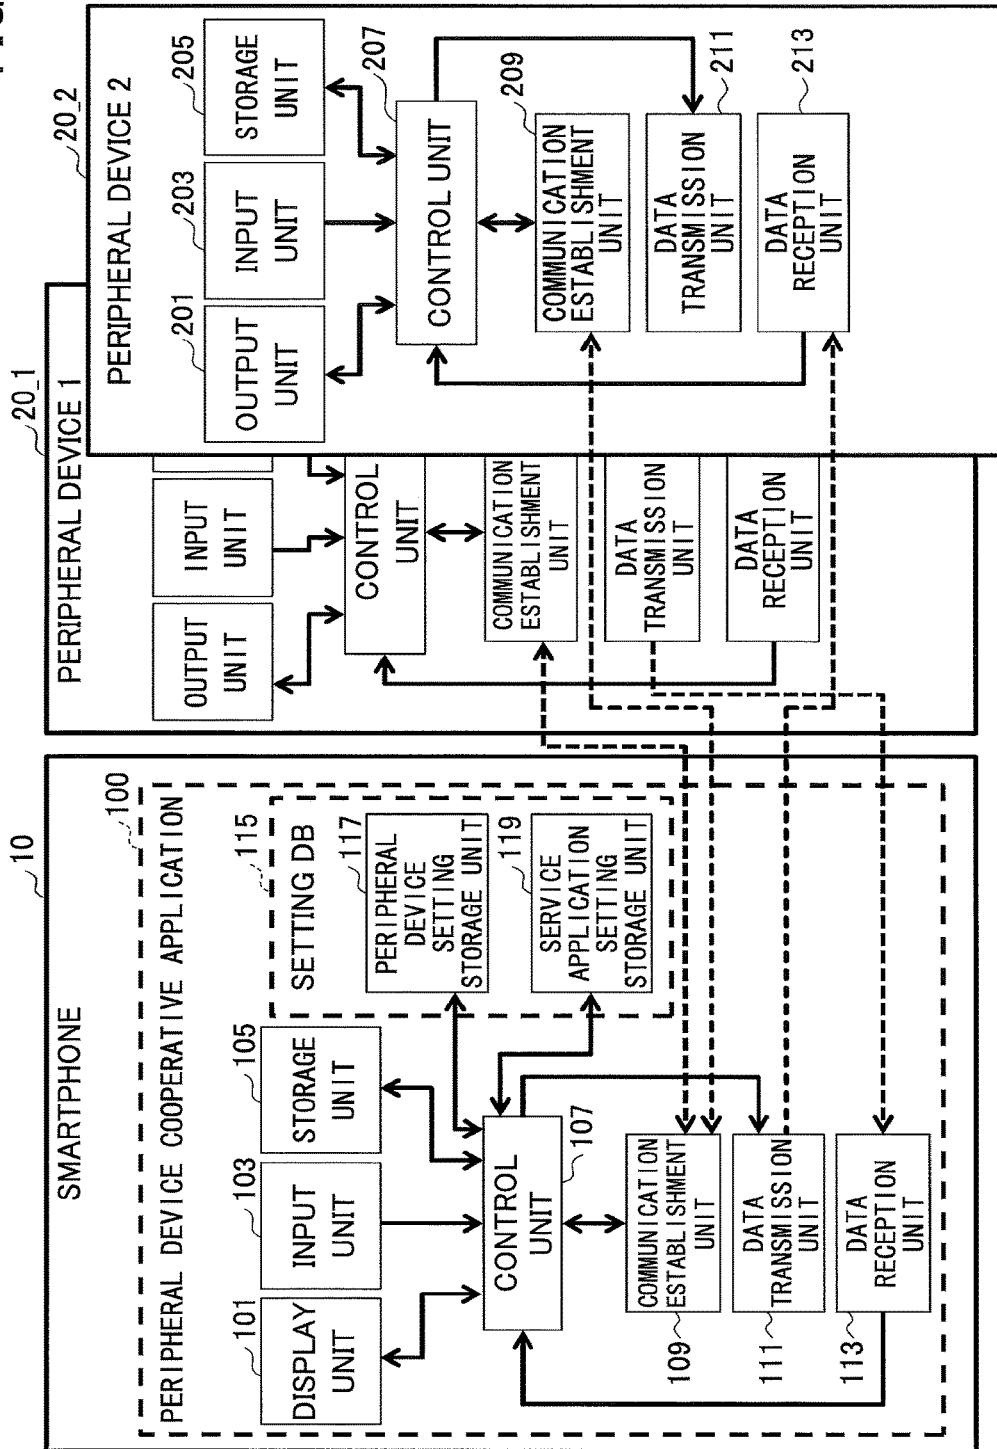 10
SMARTPHONE
100
PERIPHERAL DEVICE COOPERATIVE APPLICATION
101
DISPLAY
UNIT
103
INPUT
UNIT
105
STORAGE
UNIT
115
SETTING DB
117
PERIPHERAL
DEVICE
SETTING
STORAGE UNIT
119
SERVICE
APPLICATION
SETTING
STORAGE UNIT
CONTROL
UNIT
107
COMMUNICATION
ESTABLISHMENT
UNIT
109
DATA
TRANSMISSION
UNIT
111
DATA
RECEPTION
UNIT
113
20_1
PERIPHERAL DEVICE 1
OUTPUT
UNIT
INPUT
UNIT
CONTROL
UNIT
COMMUNICATION
ESTABLISHMENT
UNIT
DATA
TRANSMISSION
UNIT
DATA
RECEPTION
UNIT
20_2
PERIPHERAL DEVICE 2
201
OUTPUT
UNIT
203
INPUT
UNIT
205
STORAGE
UNIT
207
CONTROL UNIT
209
COMMUNICATION
ESTABLISHMENT
UNIT
DATA
TRANSMISSION
UNIT
211
DATA
RECEPTION
UNIT
213